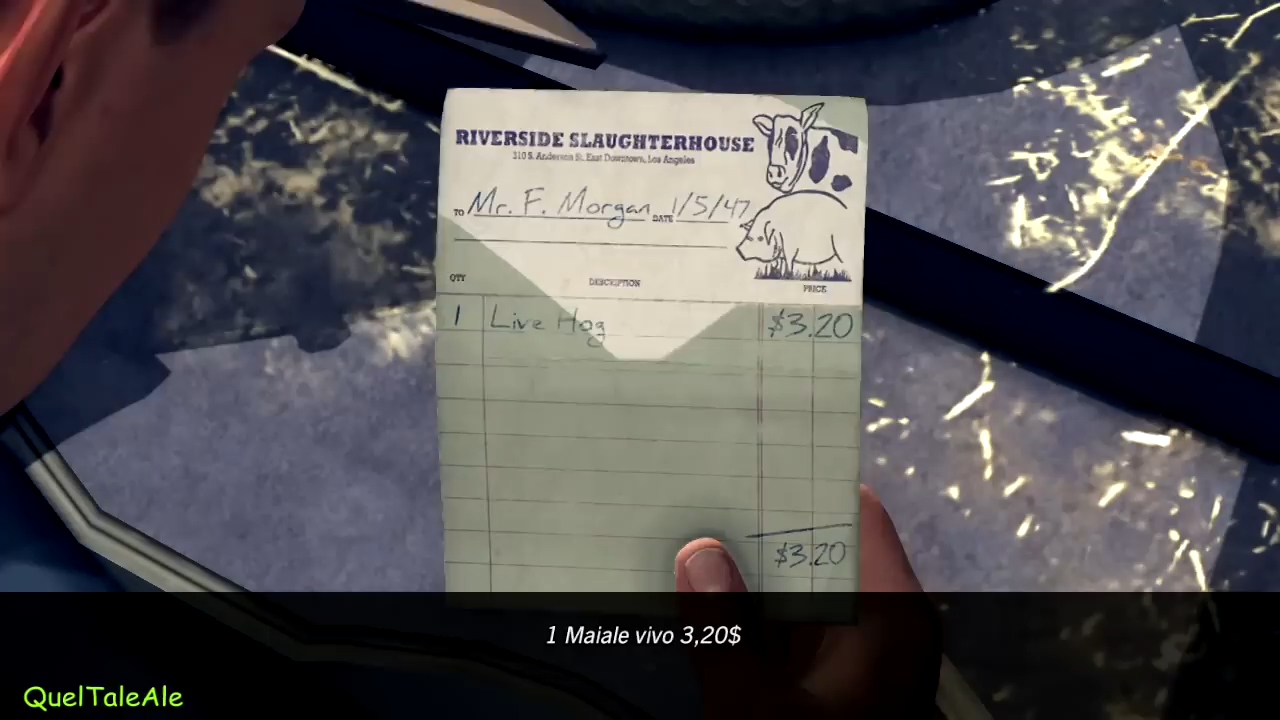 RIVERSIDE SLAUGHTERHOUSE
310 S. Anderson St. East Downtown, Los Angeles
TO Mr. F. Morgan DATE 1/5/47
QTY DESCRIPTION PRICE
1 Live Hog $3.20
$3.20
1 Maiale vivo 3,20$
QuelTaleAle